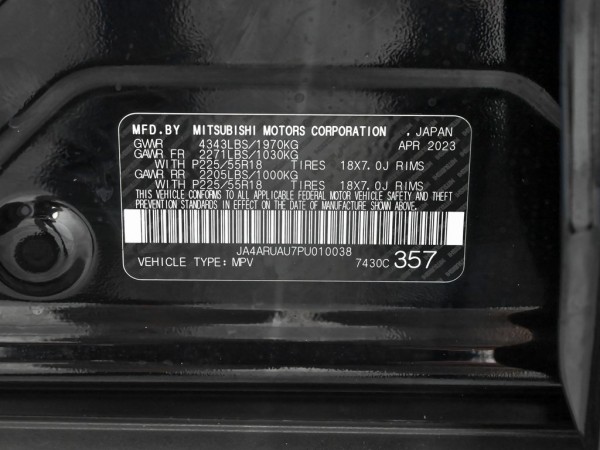 MFD.BY MITSUBISHI MOTORS CORPORATION . JAPAN
GVWR 4343LBS/1970KG APR 2023
GAWR FR 2271LBS/1030KG
WITH P225/55R18 TIRES 18X7.0J RIMS
GAWR RR 2205LBS/1000KG
WITH P225/55R18 TIRES 18X7.0J RIMS
THIS VEHICLE CONFORMS TO ALL APPLICABLE FEDERAL MOTOR VEHICLE SAFETY AND THEFT
PREVENTION STANDARDS IN EFFECT ON THE DATE OF MANUFACTURE SHOWN ABOVE.
JA4ARUAU7PU010038
VEHICLE TYPE: MPV 7430C 357